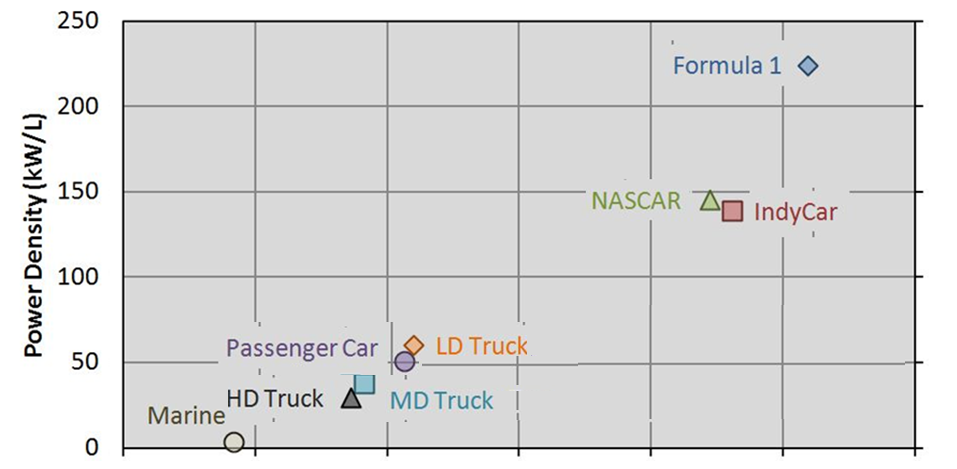 250
Formula 1
200
Power Density (kW/L)
150
NASCAR
IndyCar
100
Passenger Car
LD Truck
50
HD Truck
MD Truck
Marine
0